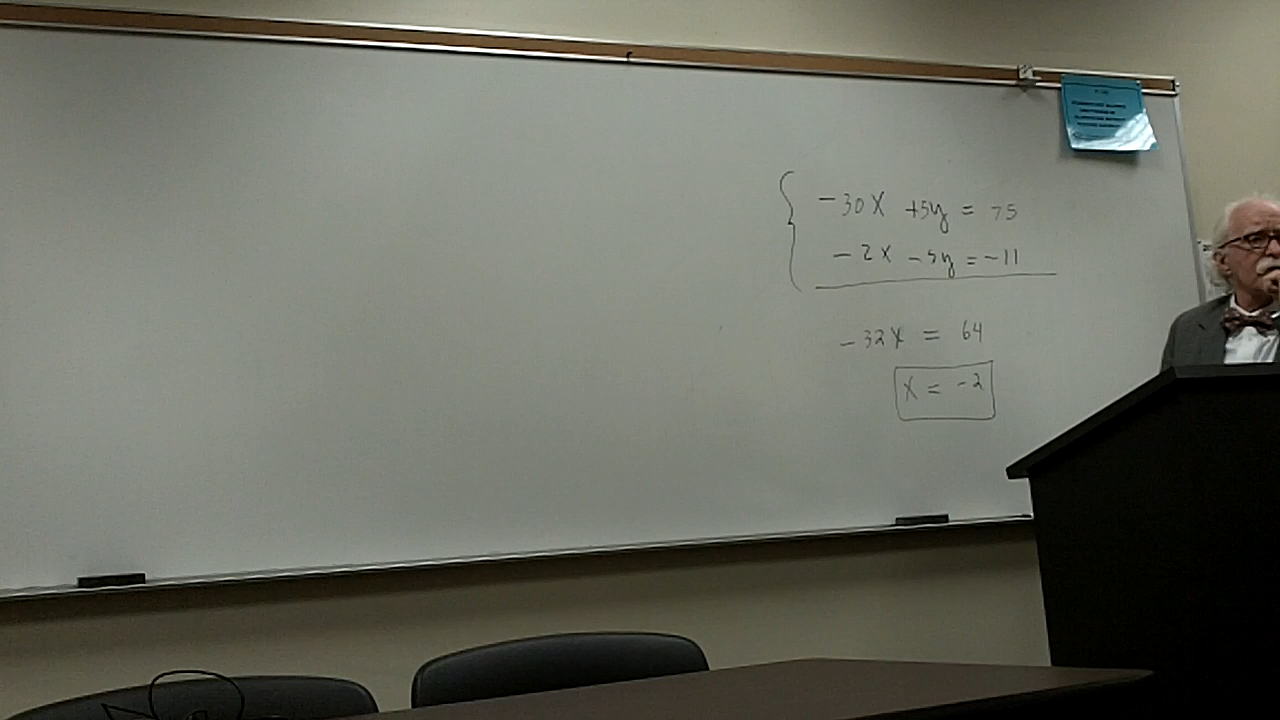 -30x +5y = 75
-2x -5y = -11
-32x = 64
x = -2